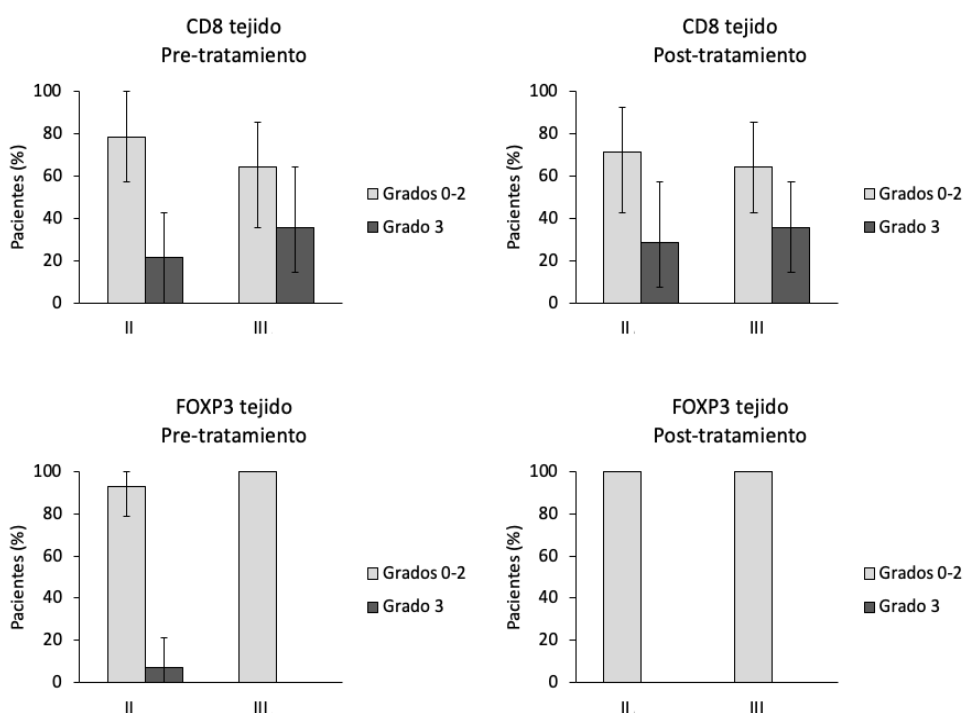 CD8 tejido
Pre-tratamiento
Pacientes (%)
100
80
60
40
20
0
II
III
Grados 0-2
Grado 3
CD8 tejido
Post-tratamiento
Pacientes (%)
100
80
60
40
20
0
II.
III
Grados 0-2
Grado 3
FOXP3 tejido
Pre-tratamiento
Pacientes (%)
100
80
60
40
20
0
II
III
Grados 0-2
Grado 3
FOXP3 tejido
Post-tratamiento
Pacientes (%)
100
80
60
40
20
0
II.
III
Grados 0-2
Grado 3